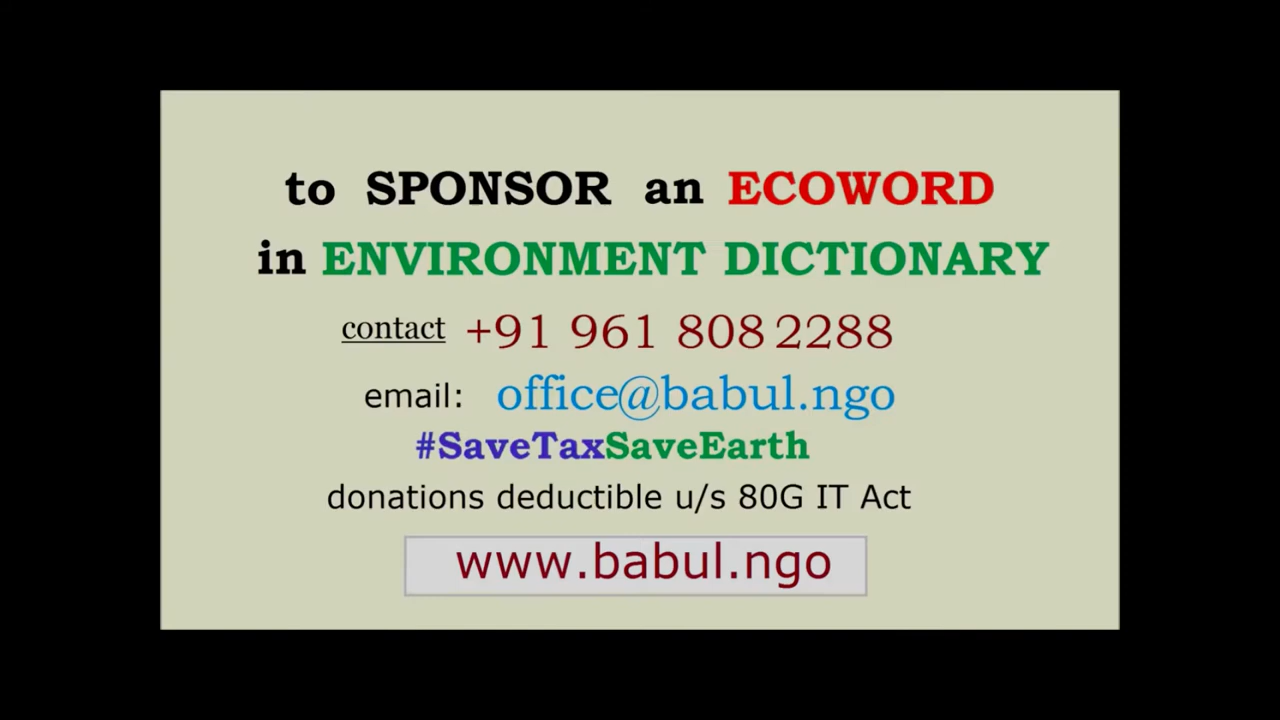 to SPONSOR an ECOWORD
in ENVIRONMENT DICTIONARY
contact +91 961 808 2288
email: office@babul.ngo
#SaveTaxSaveEarth
donations deductible u/s 80G IT Act
www.babul.ngo